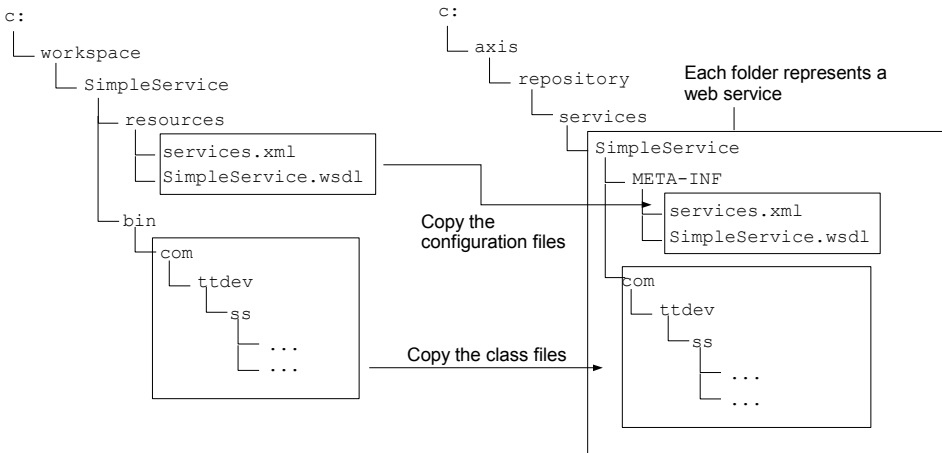 c:
workspace
SimpleService
resources
services.xml
SimpleService.wsdl
bin
com
ttdev
ss
...
...
Copy the
configuration files
Copy the class files
c:
axis
repository
services
Each folder represents a
web service
SimpleService
META-INF
services.xml
SimpleService.wsdl
com
ttdev
ss
...
...